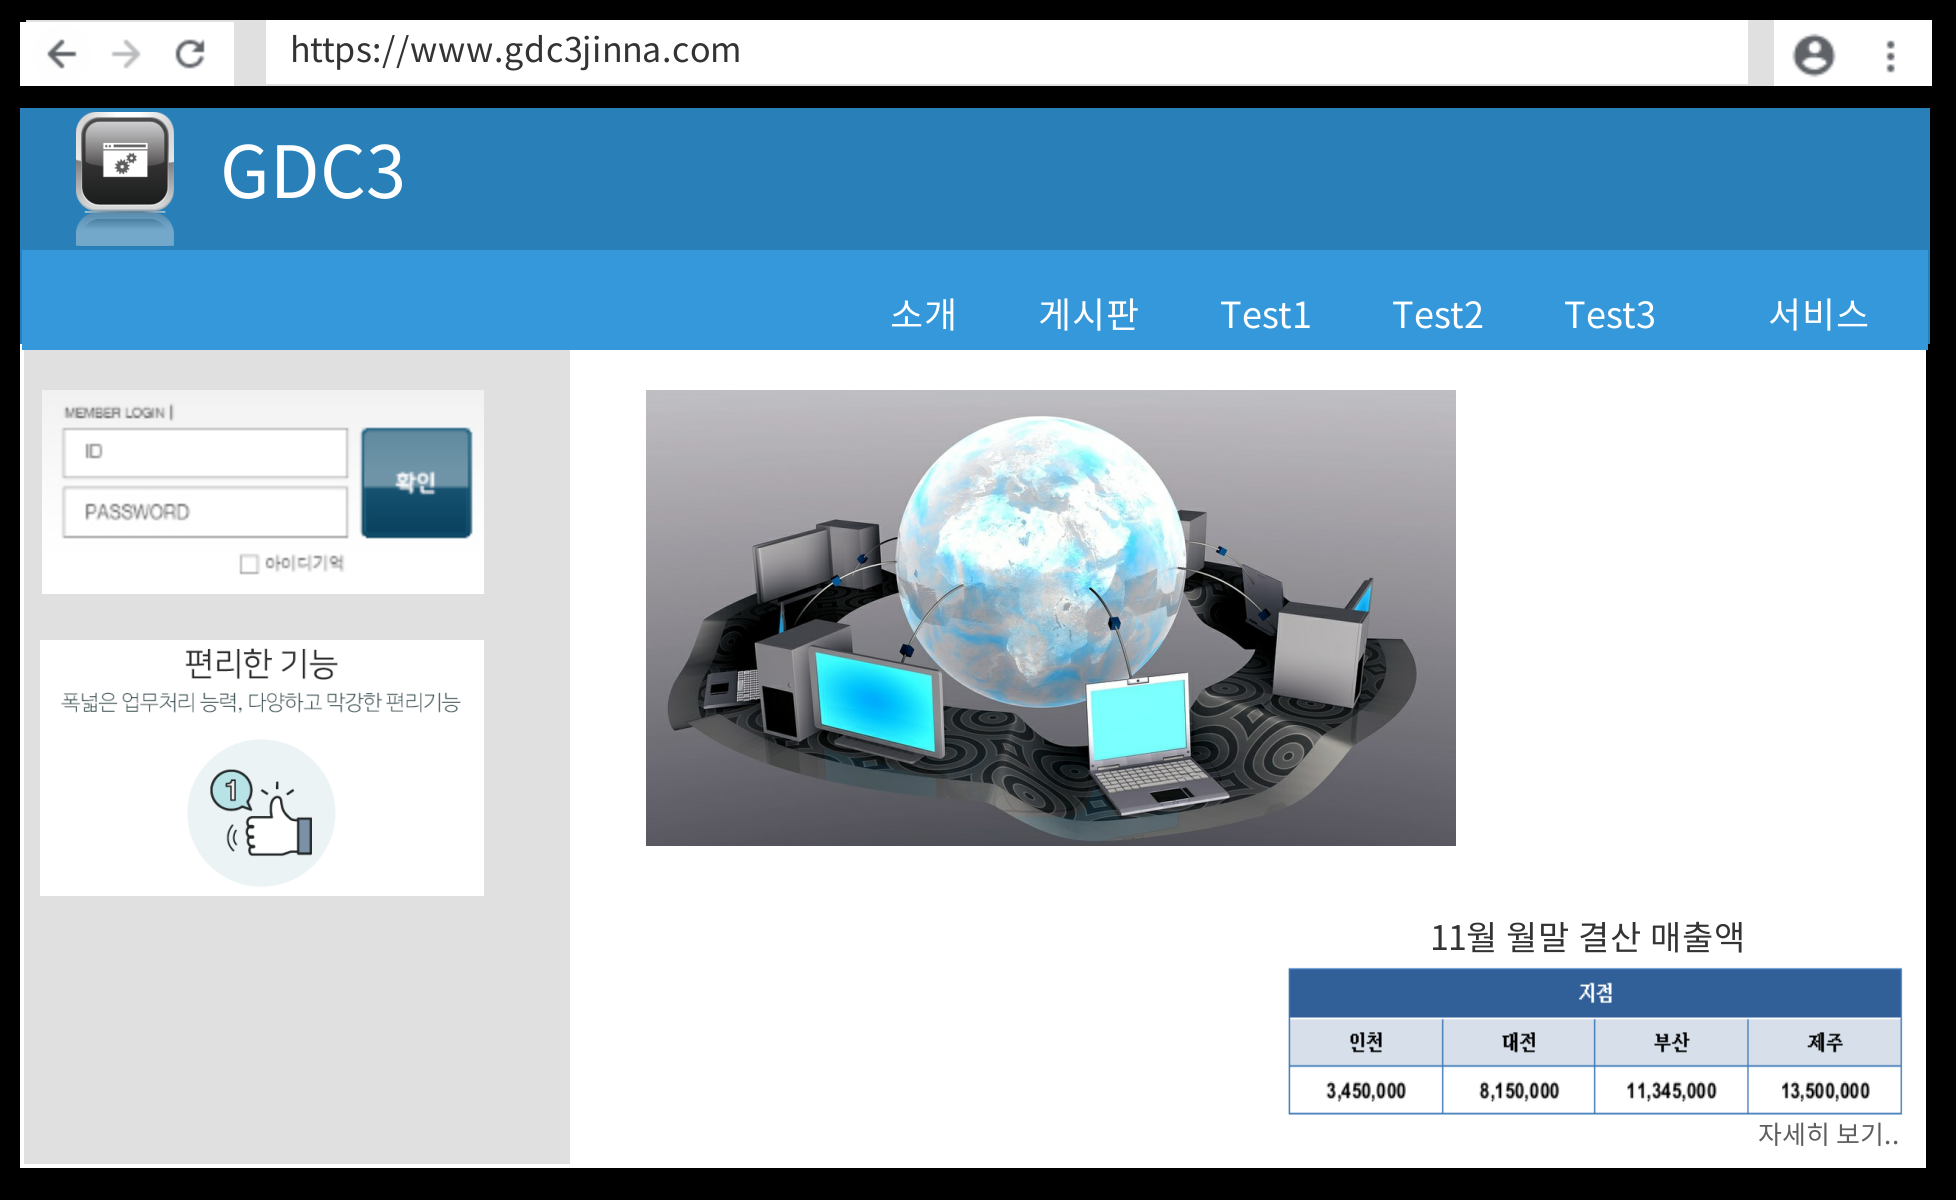 https://www.gdc3jinna.com
GDC3
소개 게시판 Test1 Test2 Test3 서비스
MEMBER LOGIN |
ID
PASSWORD
확인
아이디기억
편리한 기능
폭넓은 업무처리 능력, 다양하고 막강한 편리기능
1
11월 월말 결산 매출액
지점
인천 대전 부산 제주
3,450,000 8,150,000 11,345,000 13,500,000
자세히 보기..